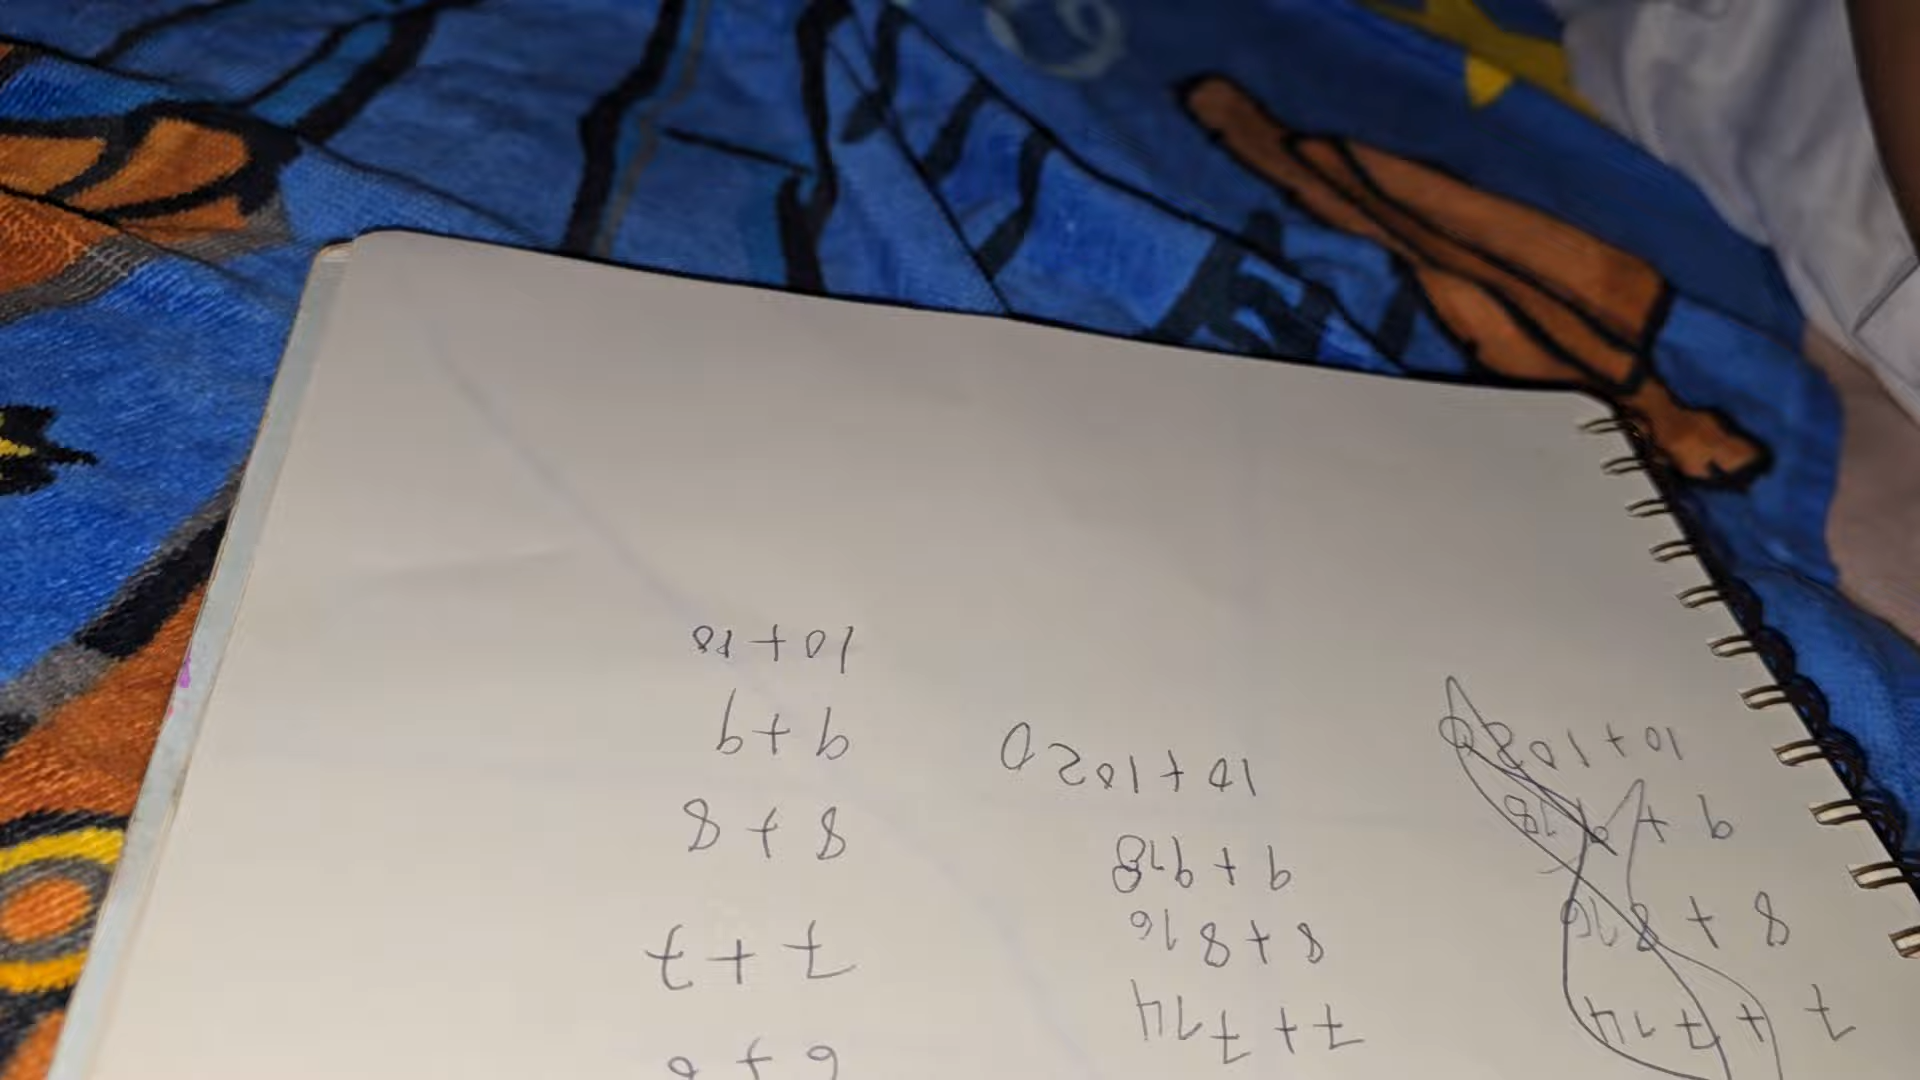 7 + 7 14
8 + 8 16
9 + 9 18
10 + 10 20
7 + 7 14
8 + 8 16
9 + 9 18
10 + 10 20
7 + 7
8 + 8
9 + 9
10 + 10